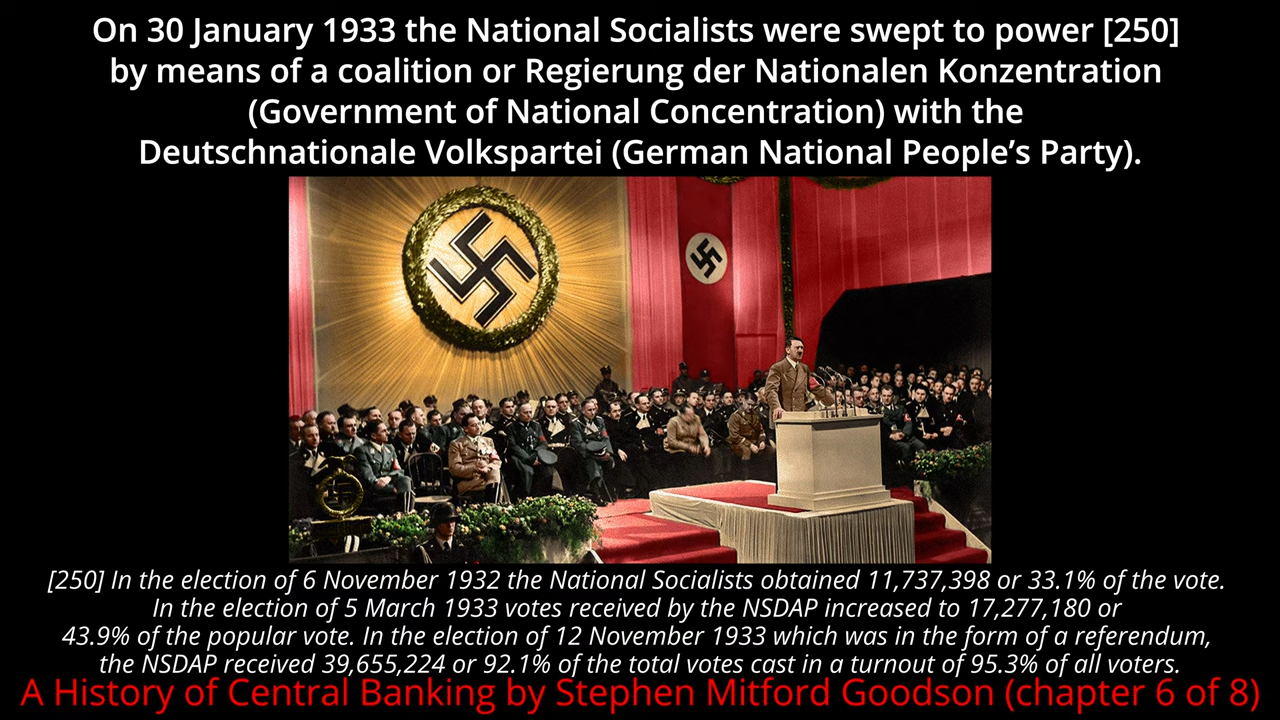 On 30 January 1933 the National Socialists were swept to power [250]
by means of a coalition or Regierung der Nationalen Konzentration
(Government of National Concentration) with the
Deutschnationale Volkspartei (German National People’s Party).
[250] In the election of 6 November 1932 the National Socialists obtained 11,737,398 or 33.1% of the vote.
In the election of 5 March 1933 votes received by the NSDAP increased to 17,277,180 or
43.9% of the popular vote. In the election of 12 November 1933 which was in the form of a referendum,
the NSDAP received 39,655,224 or 92.1% of the total votes cast in a turnout of 95.3% of all voters.
A History of Central Banking by Stephen Mitford Goodson (chapter 6 of 8)